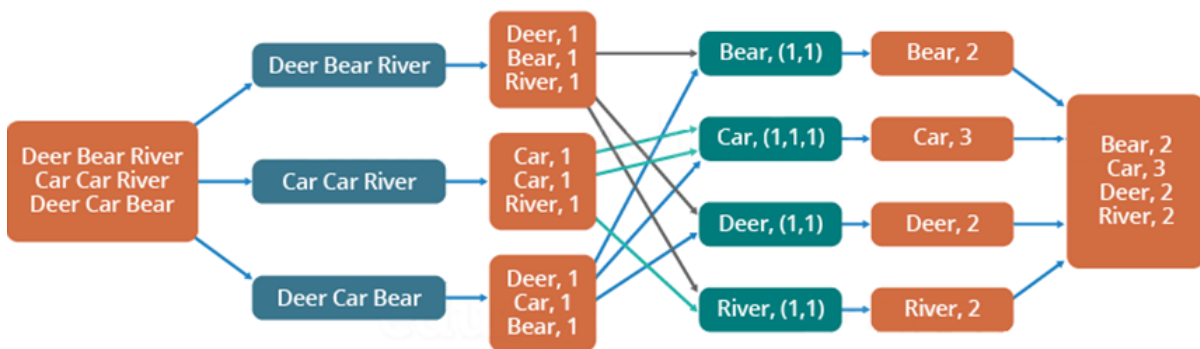 Deer Bear River
Car Car River
Deer Car Bear
Deer Bear River
Car Car River
Deer Car Bear
Deer, 1
Bear, 1
River, 1
Car, 1
Car, 1
River, 1
Deer, 1
Car, 1
Bear, 1
Bear, (1,1)
Car, (1,1,1)
Deer, (1,1)
River, (1,1)
Bear, 2
Car, 3
Deer, 2
River, 2
Bear, 2
Car, 3
Deer, 2
River, 2